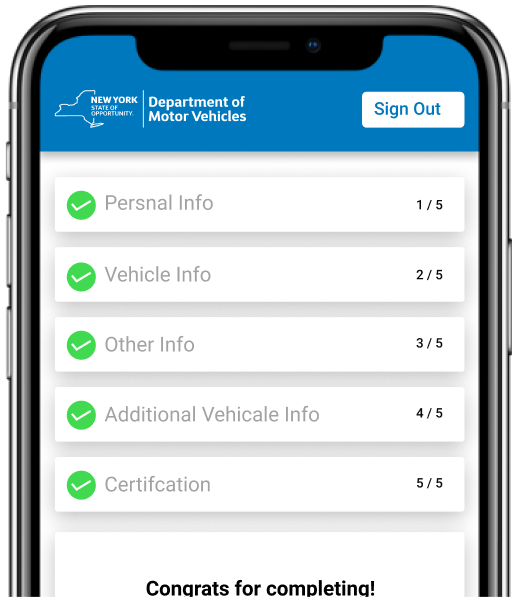 NEW YORK
STATE OF
OPPORTUNITY.
Department of
Motor Vehicles
Sign Out
Persnal Info
1 / 5
Vehicle Info
2 / 5
Other Info
3 / 5
Additional Vehicale Info
4 / 5
Certifcation
5 / 5
Congrats for completing!